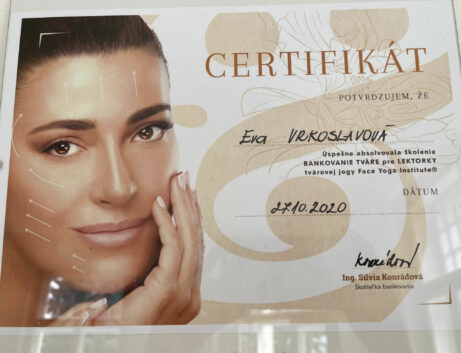 CERTIFIKÁT
POTVRDZUJEM, ŽE
Eva VRKOSLAVOVÁ
Úspešne absolvovala školenie
BANKOVANIE TVÁRE pre LEKTORKY
tvárovej jogy Face Yoga Institute®
DÁTUM
27.10.2020
Ing. Silvia Konrádová
Školiteľka bankovania